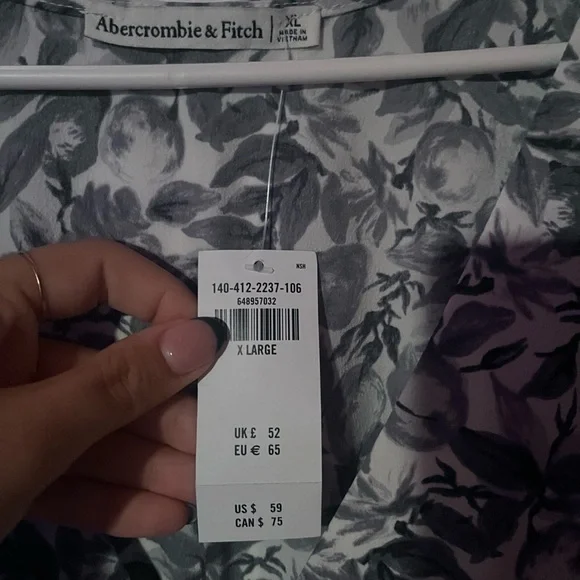 Abercrombie & Fitch
XL
MADE IN
VIETNAM
NSH
140-412-2237-106
648957032
X LARGE
UK £ 52
EU € 65
US $ 59
CAN $ 75